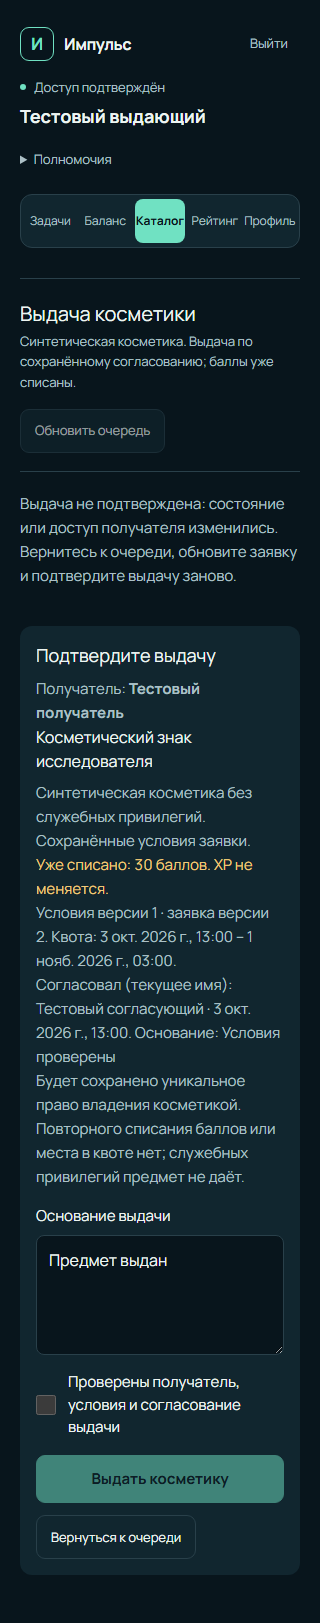 И Импульс Выйти
Доступ подтверждён
Тестовый выдающий
Полномочия
Задачи Баланс Каталог Рейтинг Профиль
Выдача косметики
Синтетическая косметика. Выдача по
сохранённому согласованию; баллы уже
списаны.
Обновить очередь
Выдача не подтверждена: состояние
или доступ получателя изменились.
Вернитесь к очереди, обновите заявку
и подтвердите выдачу заново.
Подтвердите выдачу
Получатель: Тестовый
получатель
Косметический знак
исследователя
Синтетическая косметика без
служебных привилегий.
Сохранённые условия заявки.
Уже списано: 30 баллов. XP не
меняется.
Условия версии 1 · заявка версии
2. Квота: 3 окт. 2026 г., 13:00 – 1
нояб. 2026 г., 03:00.
Согласовал (текущее имя):
Тестовый согласующий · 3 окт.
2026 г., 13:00. Основание: Условия
проверены
Будет сохранено уникальное
право владения косметикой.
Повторного списания баллов или
места в квоте нет; служебных
привилегий предмет не даёт.
Основание выдачи
Предмет выдан
Проверены получатель,
условия и согласование
выдачи
Выдать косметику
Вернуться к очереди